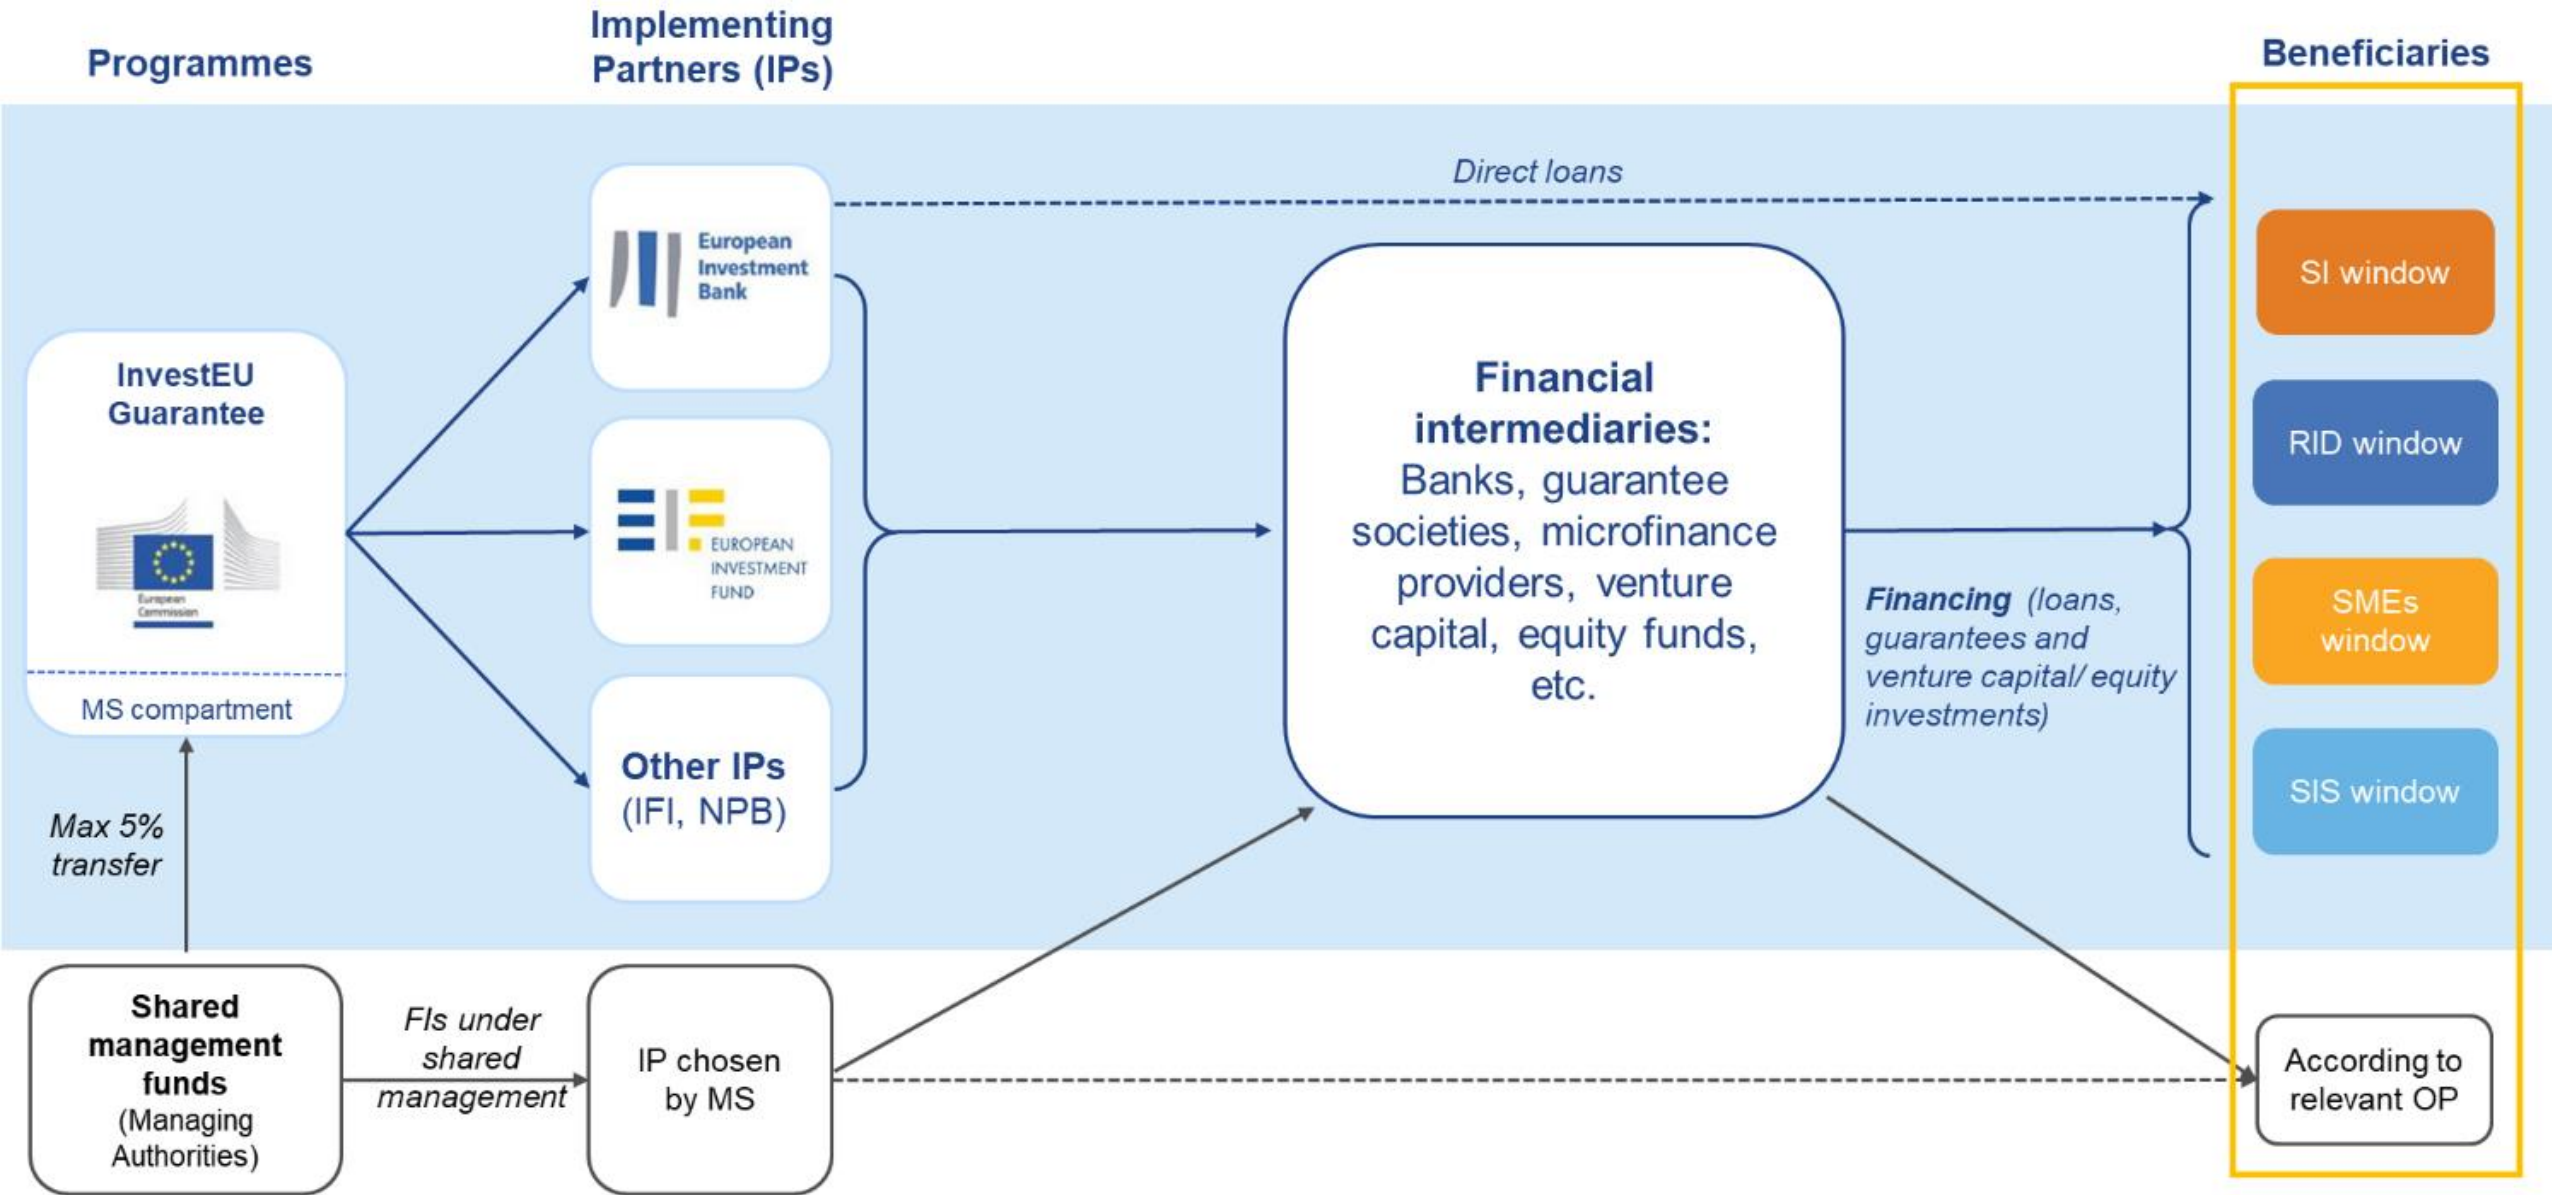 Programmes
Implementing
Partners (IPs)
Beneficiaries
Direct loans
European
Investment
Bank
SI window
InvestEU
Guarantee
European
Commission
MS compartment
EUROPEAN
INVESTMENT
FUND
Financial
intermediaries:
Banks, guarantee
societies, microfinance
providers, venture
capital, equity funds,
etc.
RID window
Financing (loans,
guarantees and
venture capital/ equity
investments)
SMEs
window
Other IPs
(IFI, NPB)
SIS window
Max 5%
transfer
Shared
management
funds
(Managing
Authorities)
FIs under
shared
management
IP chosen
by MS
According to
relevant OP